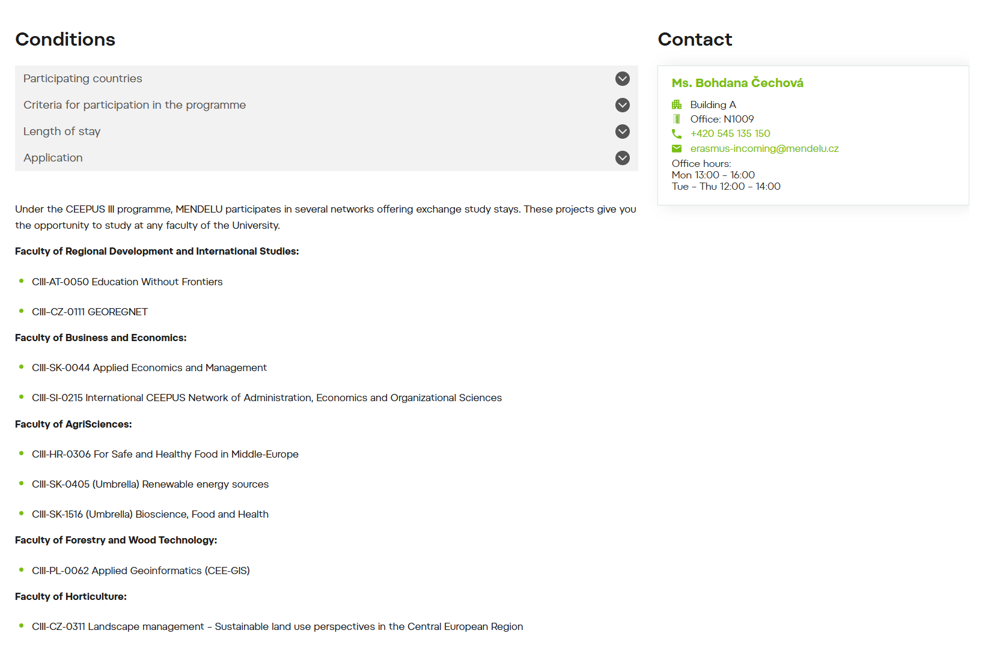 Conditions
Participating countries
Criteria for participation in the programme
Length of stay
Application
Under the CEEPUS III programme, MENDELU participates in several networks offering exchange study stays. These projects give you
the opportunity to study at any faculty of the University.
Faculty of Regional Development and International Studies:
CIII-AT-0050 Education Without Frontiers
CIII–CZ-0111 GEOREGNET
Faculty of Business and Economics:
CIII-SK-0044 Applied Economics and Management
CIII-SI-0215 International CEEPUS Network of Administration, Economics and Organizational Sciences
Faculty of AgriSciences:
CIII-HR-0306 For Safe and Healthy Food in Middle-Europe
CIII-SK-0405 (Umbrella) Renewable energy sources
CIII-SK-1516 (Umbrella) Bioscience, Food and Health
Faculty of Forestry and Wood Technology:
CIII-PL-0062 Applied Geoinformatics (CEE-GIS)
Faculty of Horticulture:
CIII-CZ-0311 Landscape management – Sustainable land use perspectives in the Central European Region
Contact
Ms. Bohdana Čechová
Building A
Office: N1009
+420 545 135 150
erasmus-incoming@mendelu.cz
Office hours:
Mon 13:00 – 16:00
Tue – Thu 12:00 – 14:00